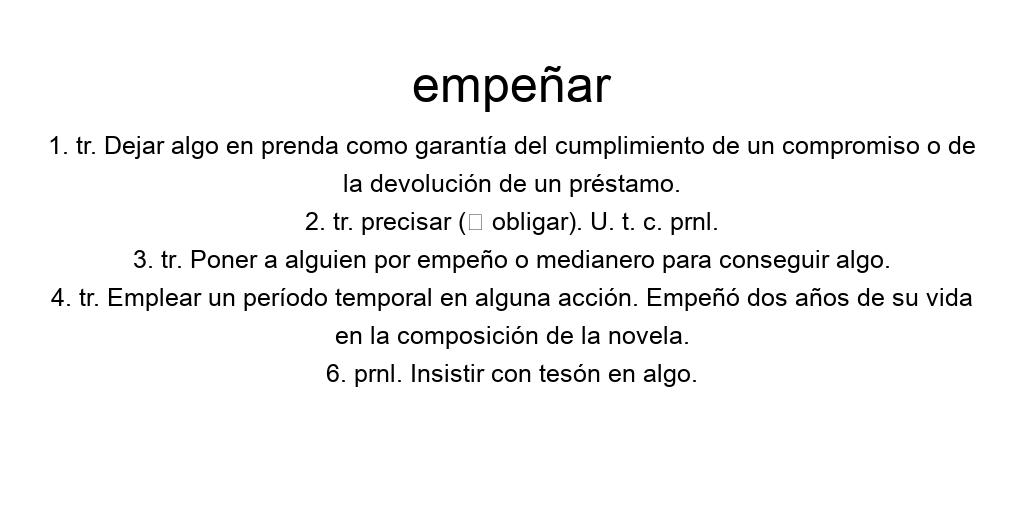 empeñar
1. tr. Dejar algo en prenda como garantía del cumplimiento de un compromiso o de
la devolución de un préstamo.
2. tr. precisar (□ obligar). U. t. c. prnl.
3. tr. Poner a alguien por empeño o medianero para conseguir algo.
4. tr. Emplear un período temporal en alguna acción. Empeñó dos años de su vida
en la composición de la novela.
6. prnl. Insistir con tesón en algo.